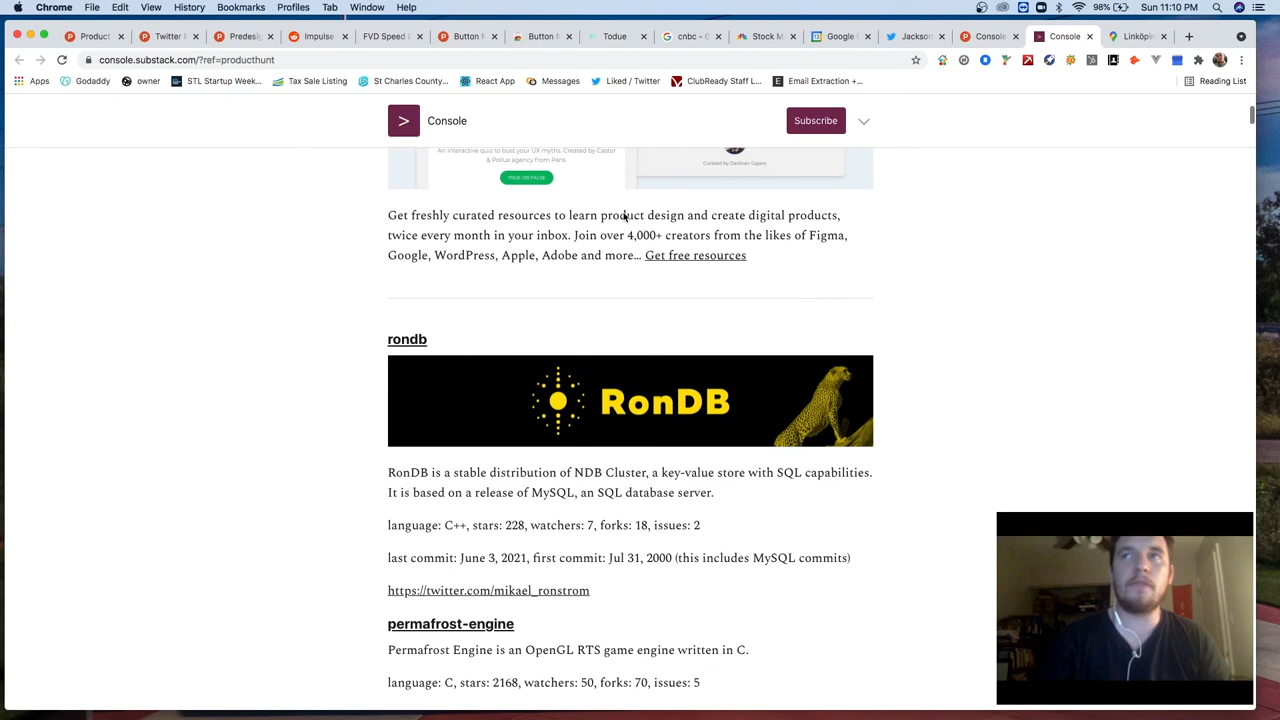 Chrome File Edit View History Bookmarks Profiles Tab Window Help 98% Sun 11:10 PM
Product Twitter Predesig Impulse FVD Speed Button f Button f Todue cnbc - G Stock M Google C Jackson Console Console Linköpin
console.substack.com/?ref=producthunt
Apps Godaddy owner STL Startup Week... Tax Sale Listing St Charles County... React App Messages Liked / Twitter ClubReady Staff L... Email Extraction +... Reading List
> Console Subscribe
An interactive quiz to bust your UX myths. Created by Castor
& Pollux agency from Paris.
TRUE OR FALSE
Curated by Darshan Gajara
Get freshly curated resources to learn product design and create digital products,
twice every month in your inbox. Join over 4,000+ creators from the likes of Figma,
Google, WordPress, Apple, Adobe and more... Get free resources
rondb
RonDB
RonDB is a stable distribution of NDB Cluster, a key-value store with SQL capabilities.
It is based on a release of MySQL, an SQL database server.
language: C++, stars: 228, watchers: 7, forks: 18, issues: 2
last commit: June 3, 2021, first commit: Jul 31, 2000 (this includes MySQL commits)
https://twitter.com/mikael_ronstrom
permafrost-engine
Permafrost Engine is an OpenGL RTS game engine written in C.
language: C, stars: 2168, watchers: 50, forks: 70, issues: 5